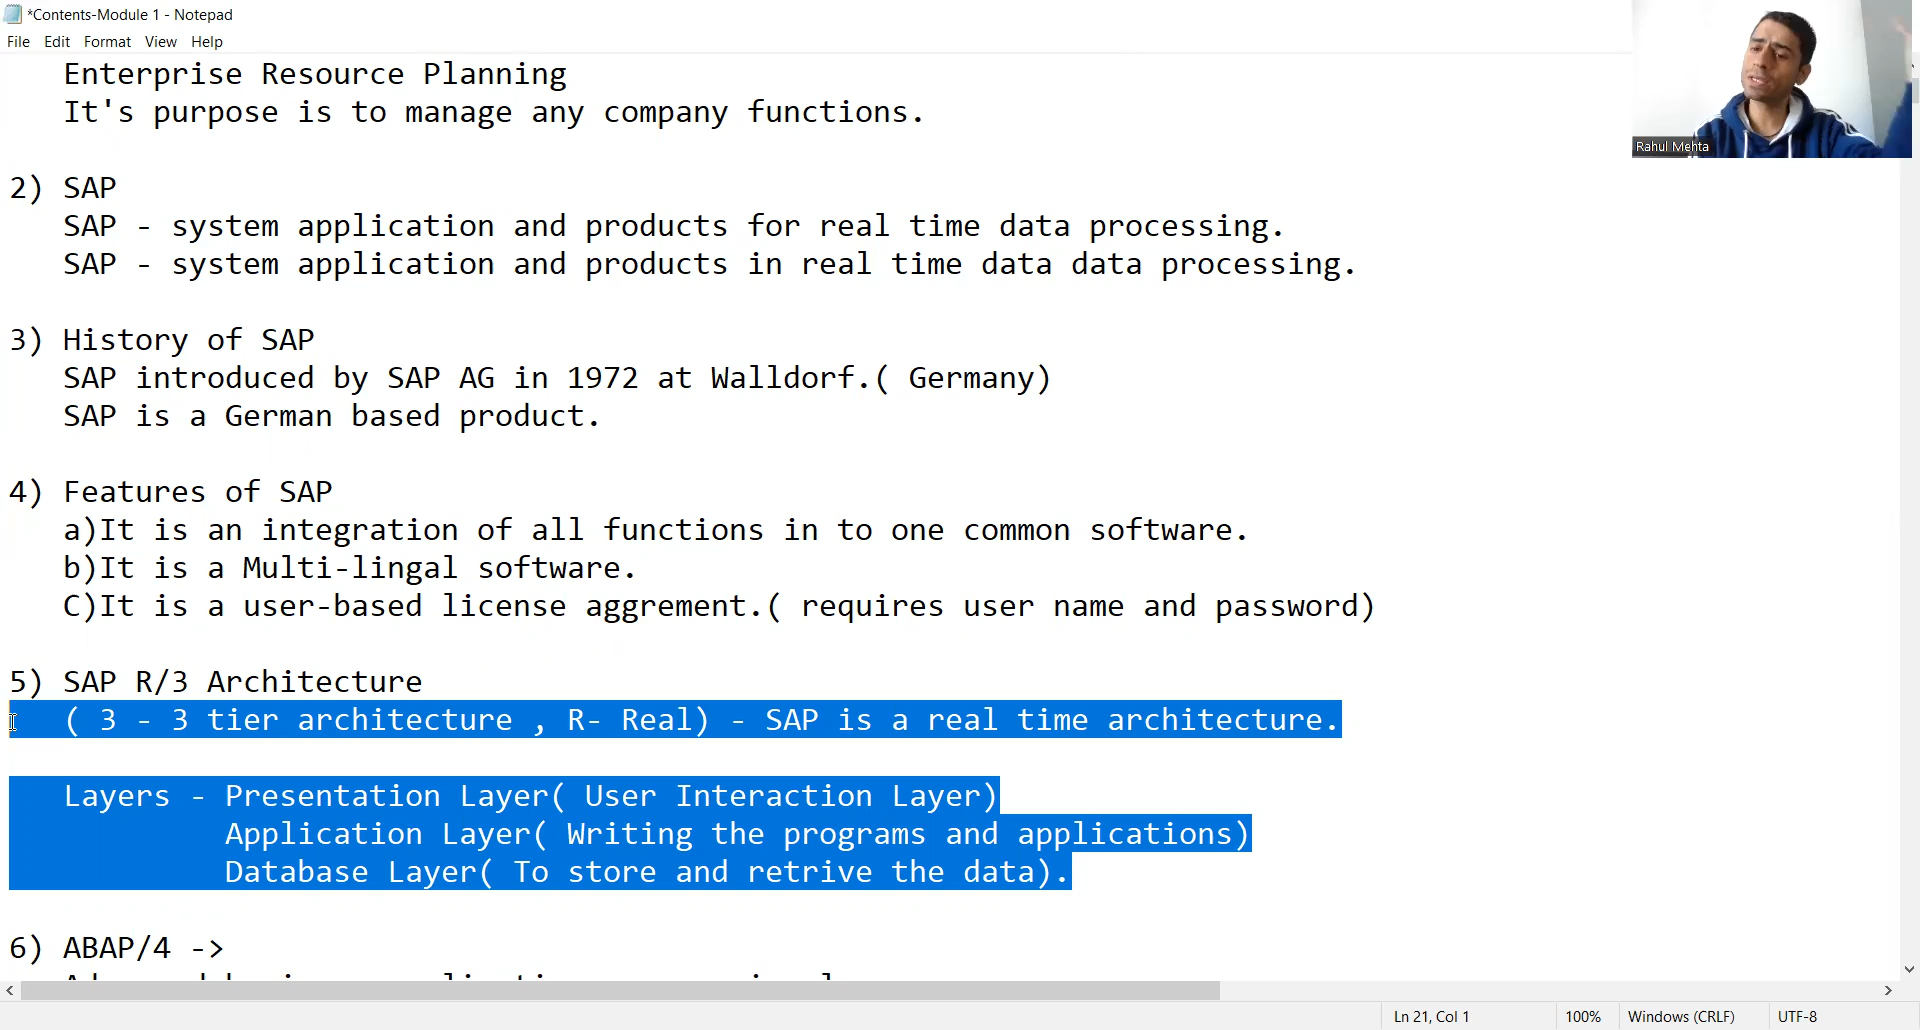 *Contents-Module 1 - Notepad
File Edit Format View Help
Enterprise Resource Planning
It's purpose is to manage any company functions.
Rahul Mehta
2) SAP
SAP - system application and products for real time data processing.
SAP - system application and products in real time data data processing.
3) History of SAP
SAP introduced by SAP AG in 1972 at Walldorf.( Germany)
SAP is a German based product.
4) Features of SAP
a)It is an integration of all functions in to one common software.
b)It is a Multi-lingal software.
C)It is a user-based license aggrement.( requires user name and password)
5) SAP R/3 Architecture
( 3 - 3 tier architecture , R- Real) - SAP is a real time architecture.
Layers - Presentation Layer( User Interaction Layer)
Application Layer( Writing the programs and applications)
Database Layer( To store and retrive the data).
6) ABAP/4 ->
Ln 21, Col 1 100% Windows (CRLF) UTF-8